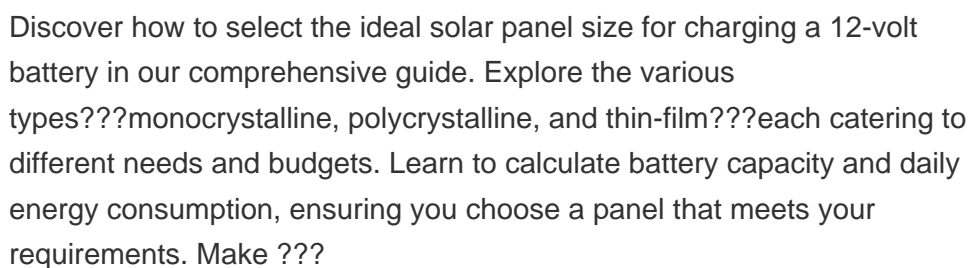 Discover how to select the ideal solar panel size for charging a 12-volt
battery in our comprehensive guide. Explore the various
types???monocrystalline, polycrystalline, and thin-film???each catering to
different needs and budgets. Learn to calculate battery capacity and daily
energy consumption, ensuring you choose a panel that meets your
requirements. Make ???